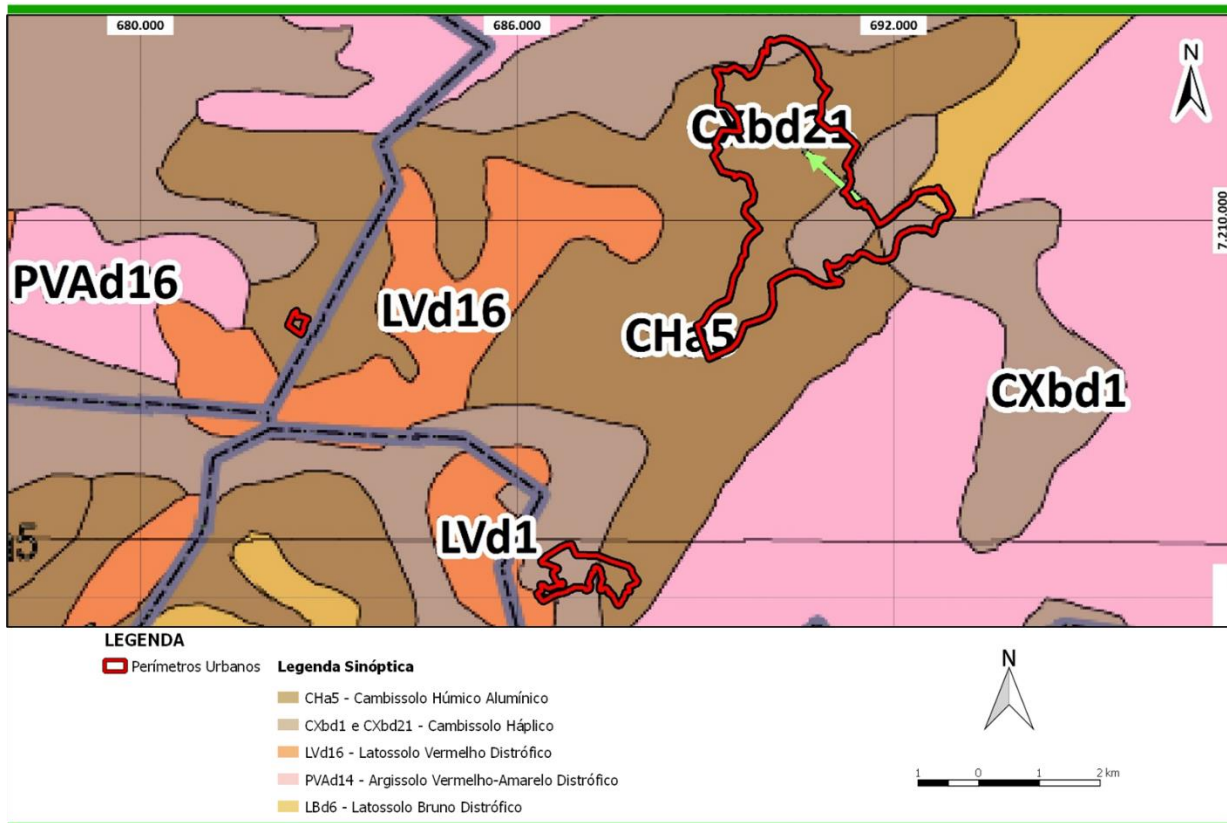 680.000
686.000
692.000
N
CXbd21
7.210.000
PVAd16
LVd16
CHa5
CXbd1
a5
LVd1
LEGENDA
Perímetros Urbanos
Legenda Sinóptica
CHa5 - Cambissolo Húmico Alumínico
CXbd1 e CXbd21 - Cambissolo Háplico
LVd16 - Latossolo Vermelho Distrófico
PVAd14 - Argissolo Vermelho-Amarelo Distrófico
LBd6 - Latossolo Bruno Distrófico
N
1 0 1 2 km